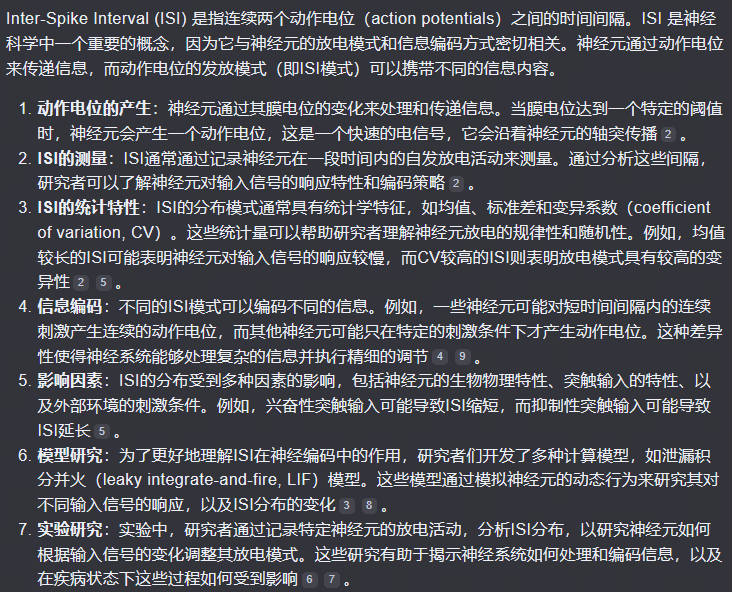 Inter-Spike Interval (ISI) 是指连续两个动作电位（action potentials）之间的时间间隔。ISI 是神经
科学中一个重要的概念，因为它与神经元的放电模式和信息编码方式密切相关。神经元通过动作电位
来传递信息，而动作电位的发放模式（即ISI模式）可以携带不同的信息内容。
1. 动作电位的产生：神经元通过其膜电位的变化来处理和传递信息。当膜电位达到一个特定的阈值
时，神经元会产生一个动作电位，这是一个快速的电信号，它会沿着神经元的轴突传播 2 。
2. ISI的测量：ISI通常通过记录神经元在一段时间内的自发放电活动来测量。通过分析这些间隔，
研究者可以了解神经元对输入信号的响应特性和编码策略 2 。
3. ISI的统计特性：ISI的分布模式通常具有统计学特征，如均值、标准差和变异系数（coefficient
of variation, CV）。这些统计量可以帮助研究者理解神经元放电的规律性和随机性。例如，均值
较长的ISI可能表明神经元对输入信号的响应较慢，而CV较高的ISI则表明放电模式具有较高的变
异性 2 5 。
4. 信息编码：不同的ISI模式可以编码不同的信息。例如，一些神经元可能对短时间间隔内的连续
刺激产生连续的动作电位，而其他神经元可能只在特定的刺激条件下才产生动作电位。这种差异
性使得神经系统能够处理复杂的信息并执行精细的调节 4 9 。
5. 影响因素：ISI的分布受到多种因素的影响，包括神经元的生物物理特性、突触输入的特性、以
及外部环境的刺激条件。例如，兴奋性突触输入可能导致ISI缩短，而抑制性突触输入可能导致
ISI延长 5 。
6. 模型研究：为了更好地理解ISI在神经编码中的作用，研究者们开发了多种计算模型，如泄漏积
分并火（leaky integrate-and-fire, LIF）模型。这些模型通过模拟神经元的动态行为来研究其对
不同输入信号的响应，以及ISI分布的变化 3 8 。
7. 实验研究：实验中，研究者通过记录特定神经元的放电活动，分析ISI分布，以研究神经元如何
根据输入信号的变化调整其放电模式。这些研究有助于揭示神经系统如何处理和编码信息，以及
在疾病状态下这些过程如何受到影响 6 7 。